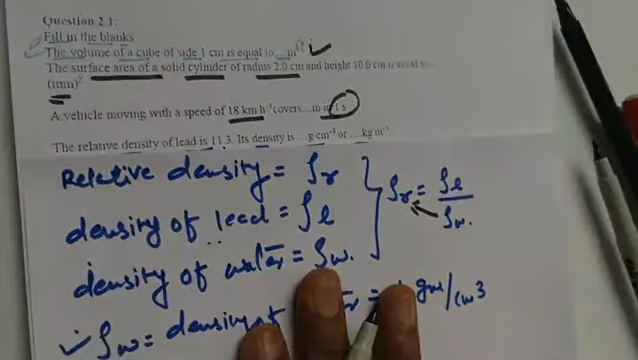 Question 2.1:
Fill in the blanks
The volume of a cube of side 1 cm is equal to....m³
The surface area of a solid cylinder of radius 2.0 cm and height 10.0 cm is equal
(mm)²
A vehicle moving with a speed of 18 km h⁻¹ covers....m in 1 s
The relative density of lead is 11.3. Its density is ...g cm⁻³ or ...kg m⁻³
Relative density = ρr
density of lead = ρl
density of water = ρw.
ρr = ρl / ρw.
ρw = density of = 1 gm/cm3